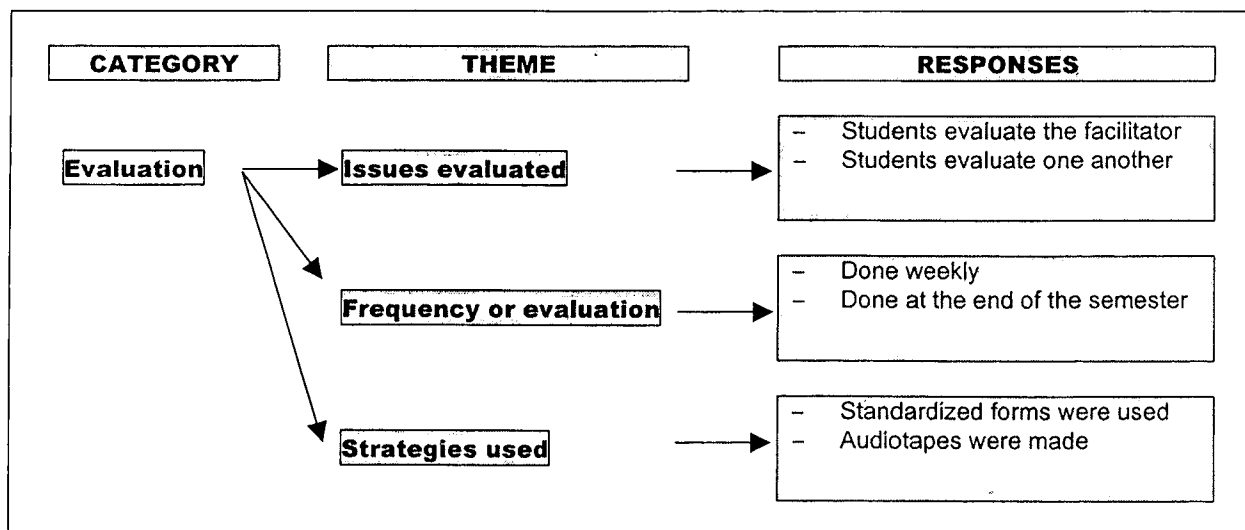 CATEGORY
THEME
RESPONSES
Evaluation
Issues evaluated
– Students evaluate the facilitator
– Students evaluate one another
Frequency or evaluation
– Done weekly
– Done at the end of the semester
Strategies used
– Standardized forms were used
– Audiotapes were made